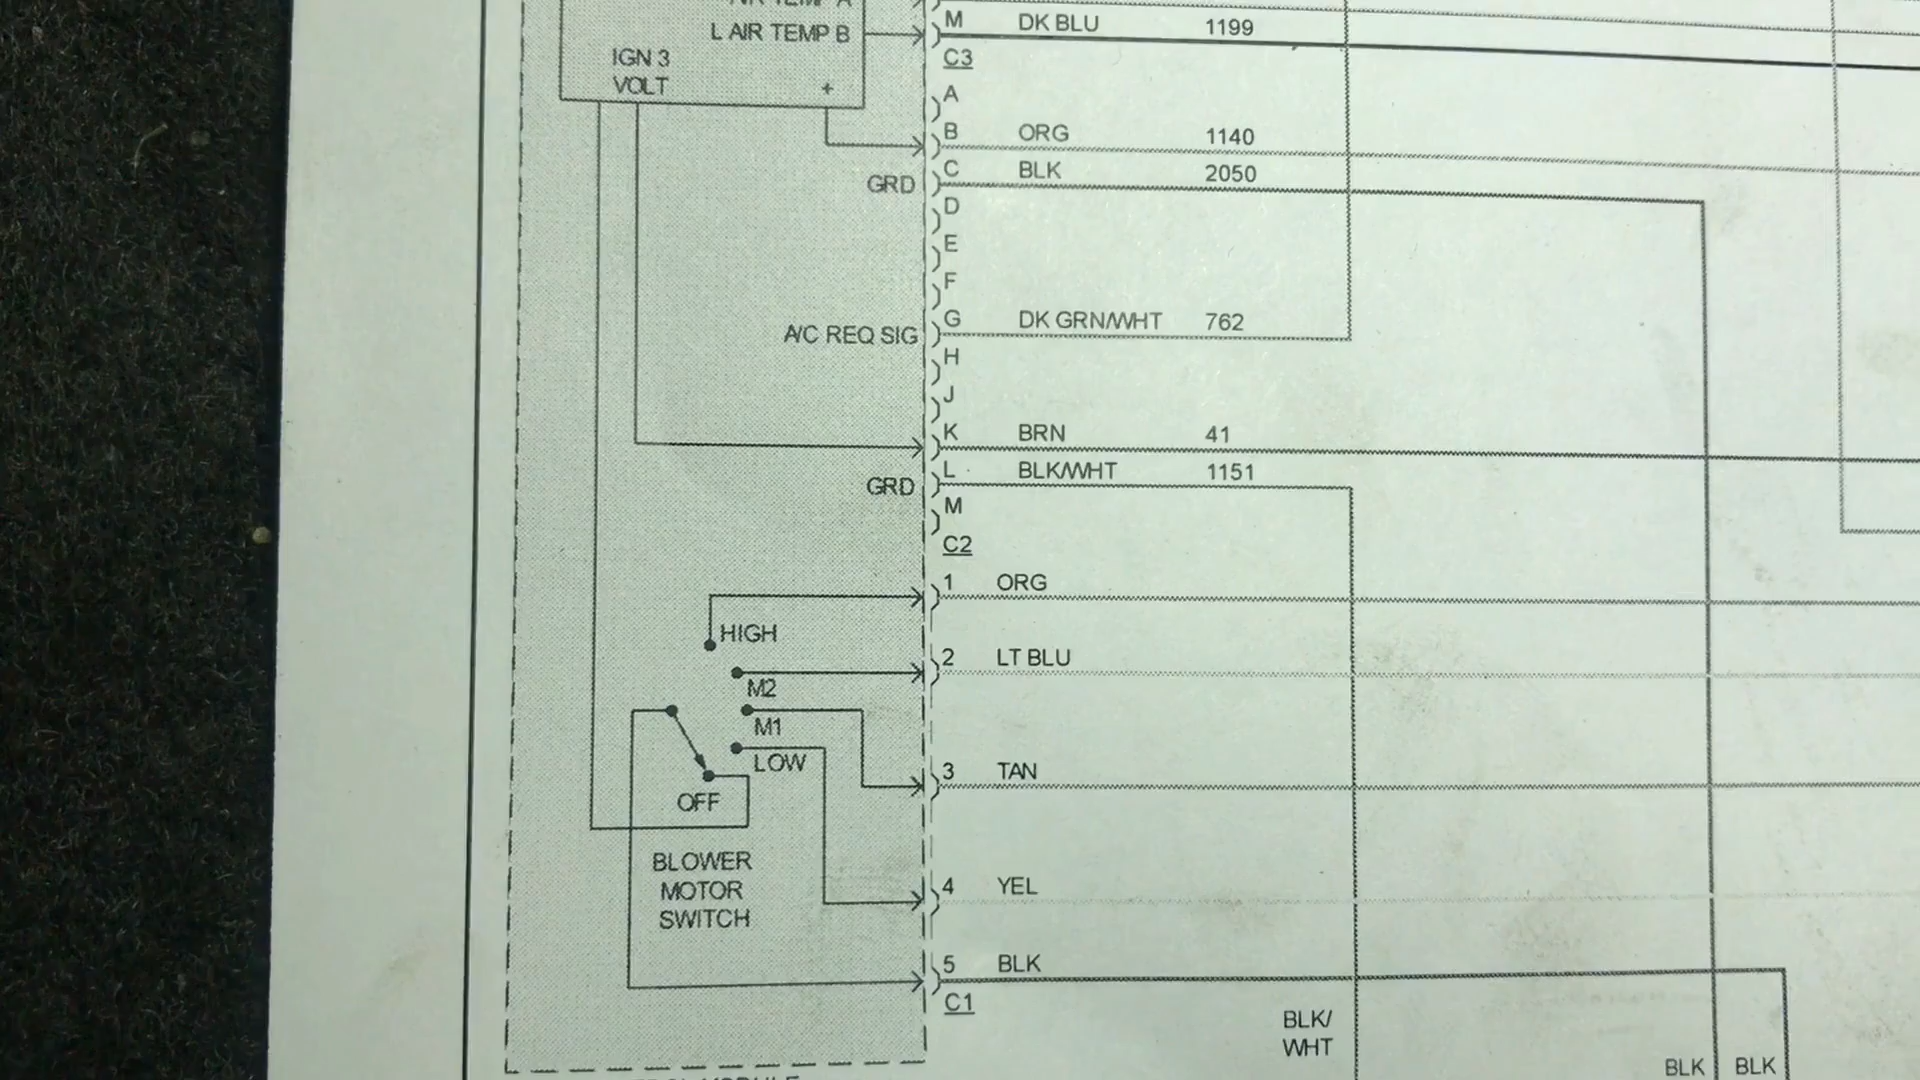 L AIR TEMP B
M DK BLU 1199
C3
IGN 3
VOLT
+
A
B ORG 1140
GRD C BLK 2050
D
E
F
A/C REQ SIG G DK GRN/WHT 762
H
J
K BRN 41
GRD L BLK/WHT 1151
M
C2
1 ORG
HIGH
2 LT BLU
M2
M1
LOW
3 TAN
OFF
BLOWER
MOTOR
SWITCH
4 YEL
5 BLK
C1
BLK/
WHT
BLK BLK